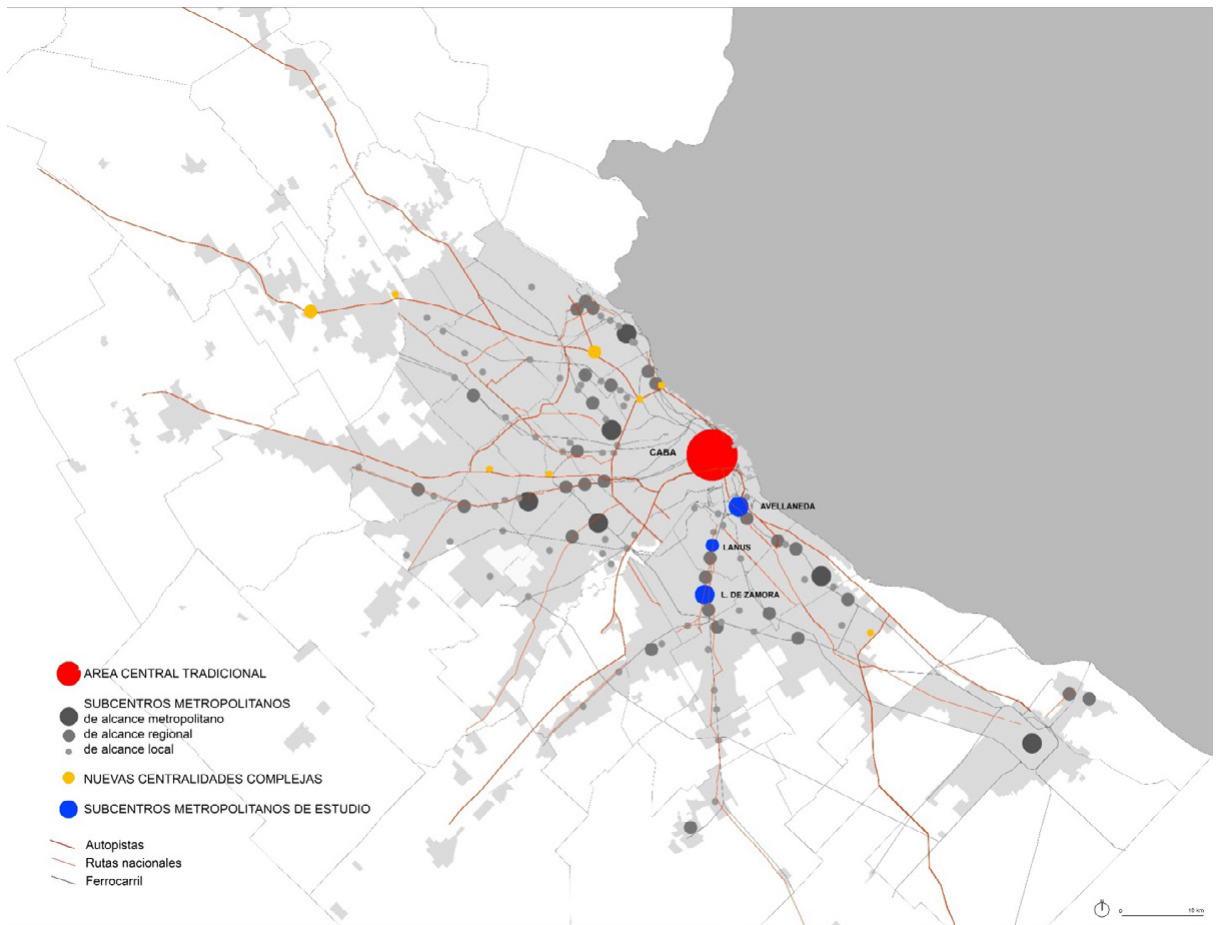 CABA
AVELLANEDA
LANUS
L. DE ZAMORA
AREA CENTRAL TRADICIONAL
SUBCENTROS METROPOLITANOS
de alcance metropolitano
de alcance regional
de alcance local
NUEVAS CENTRALIDADES COMPLEJAS
SUBCENTROS METROPOLITANOS DE ESTUDIO
Autopistas
Rutas nacionales
Ferrocarril
0 10 km